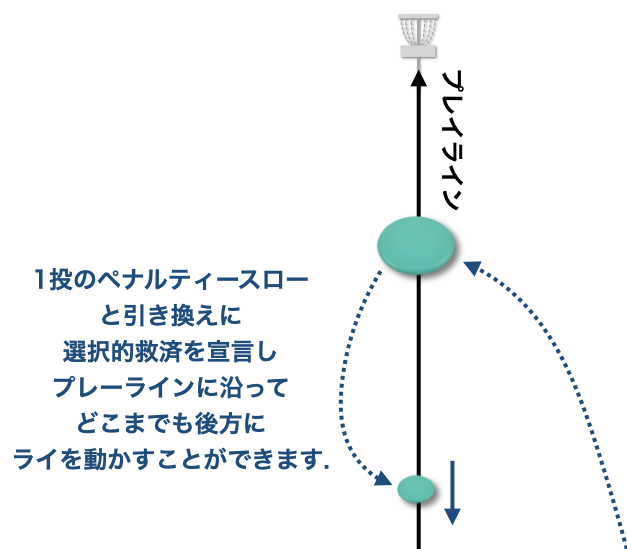 プレイライン
1投のペナルティースロー
と引き換えに
選択的救済を宣言し
プレーラインに沿って
どこまでも後方に
ライを動かすことができます.